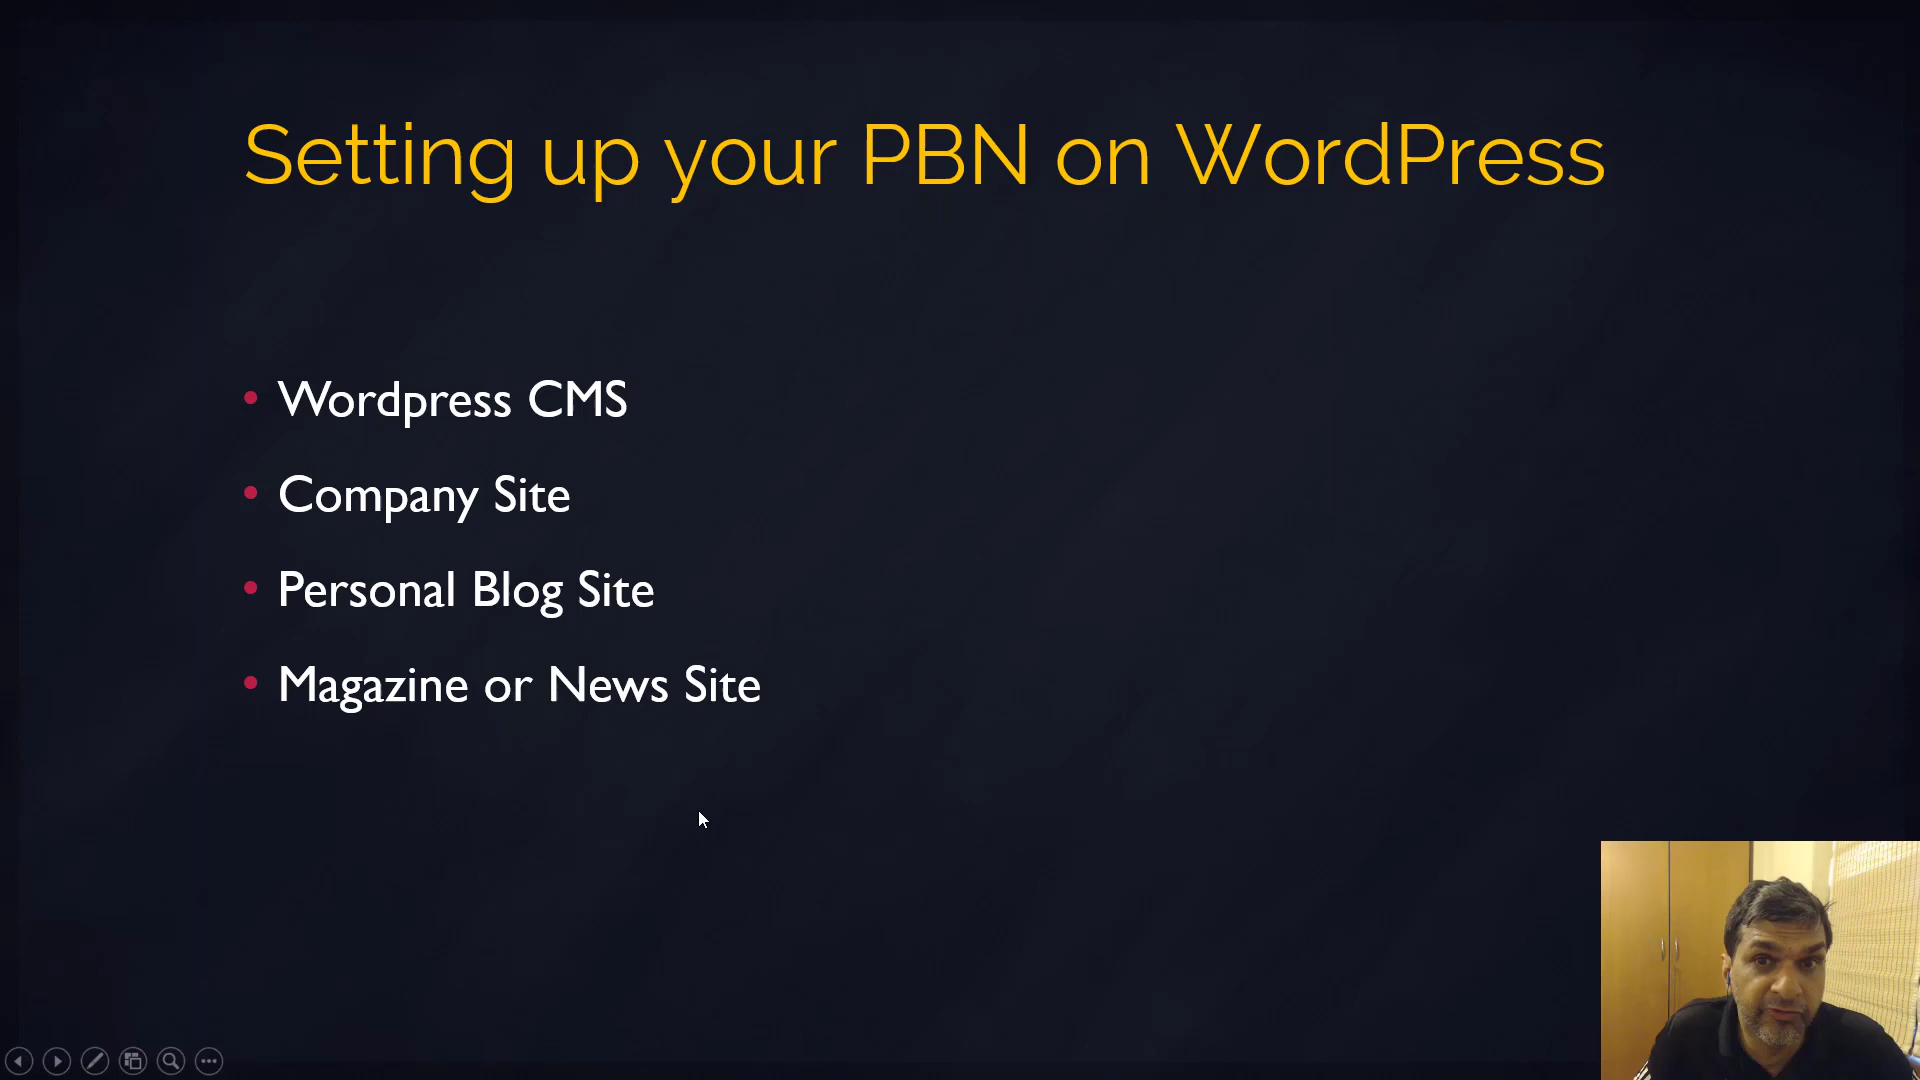 Setting up your PBN on WordPress
• Wordpress CMS
• Company Site
• Personal Blog Site
• Magazine or News Site